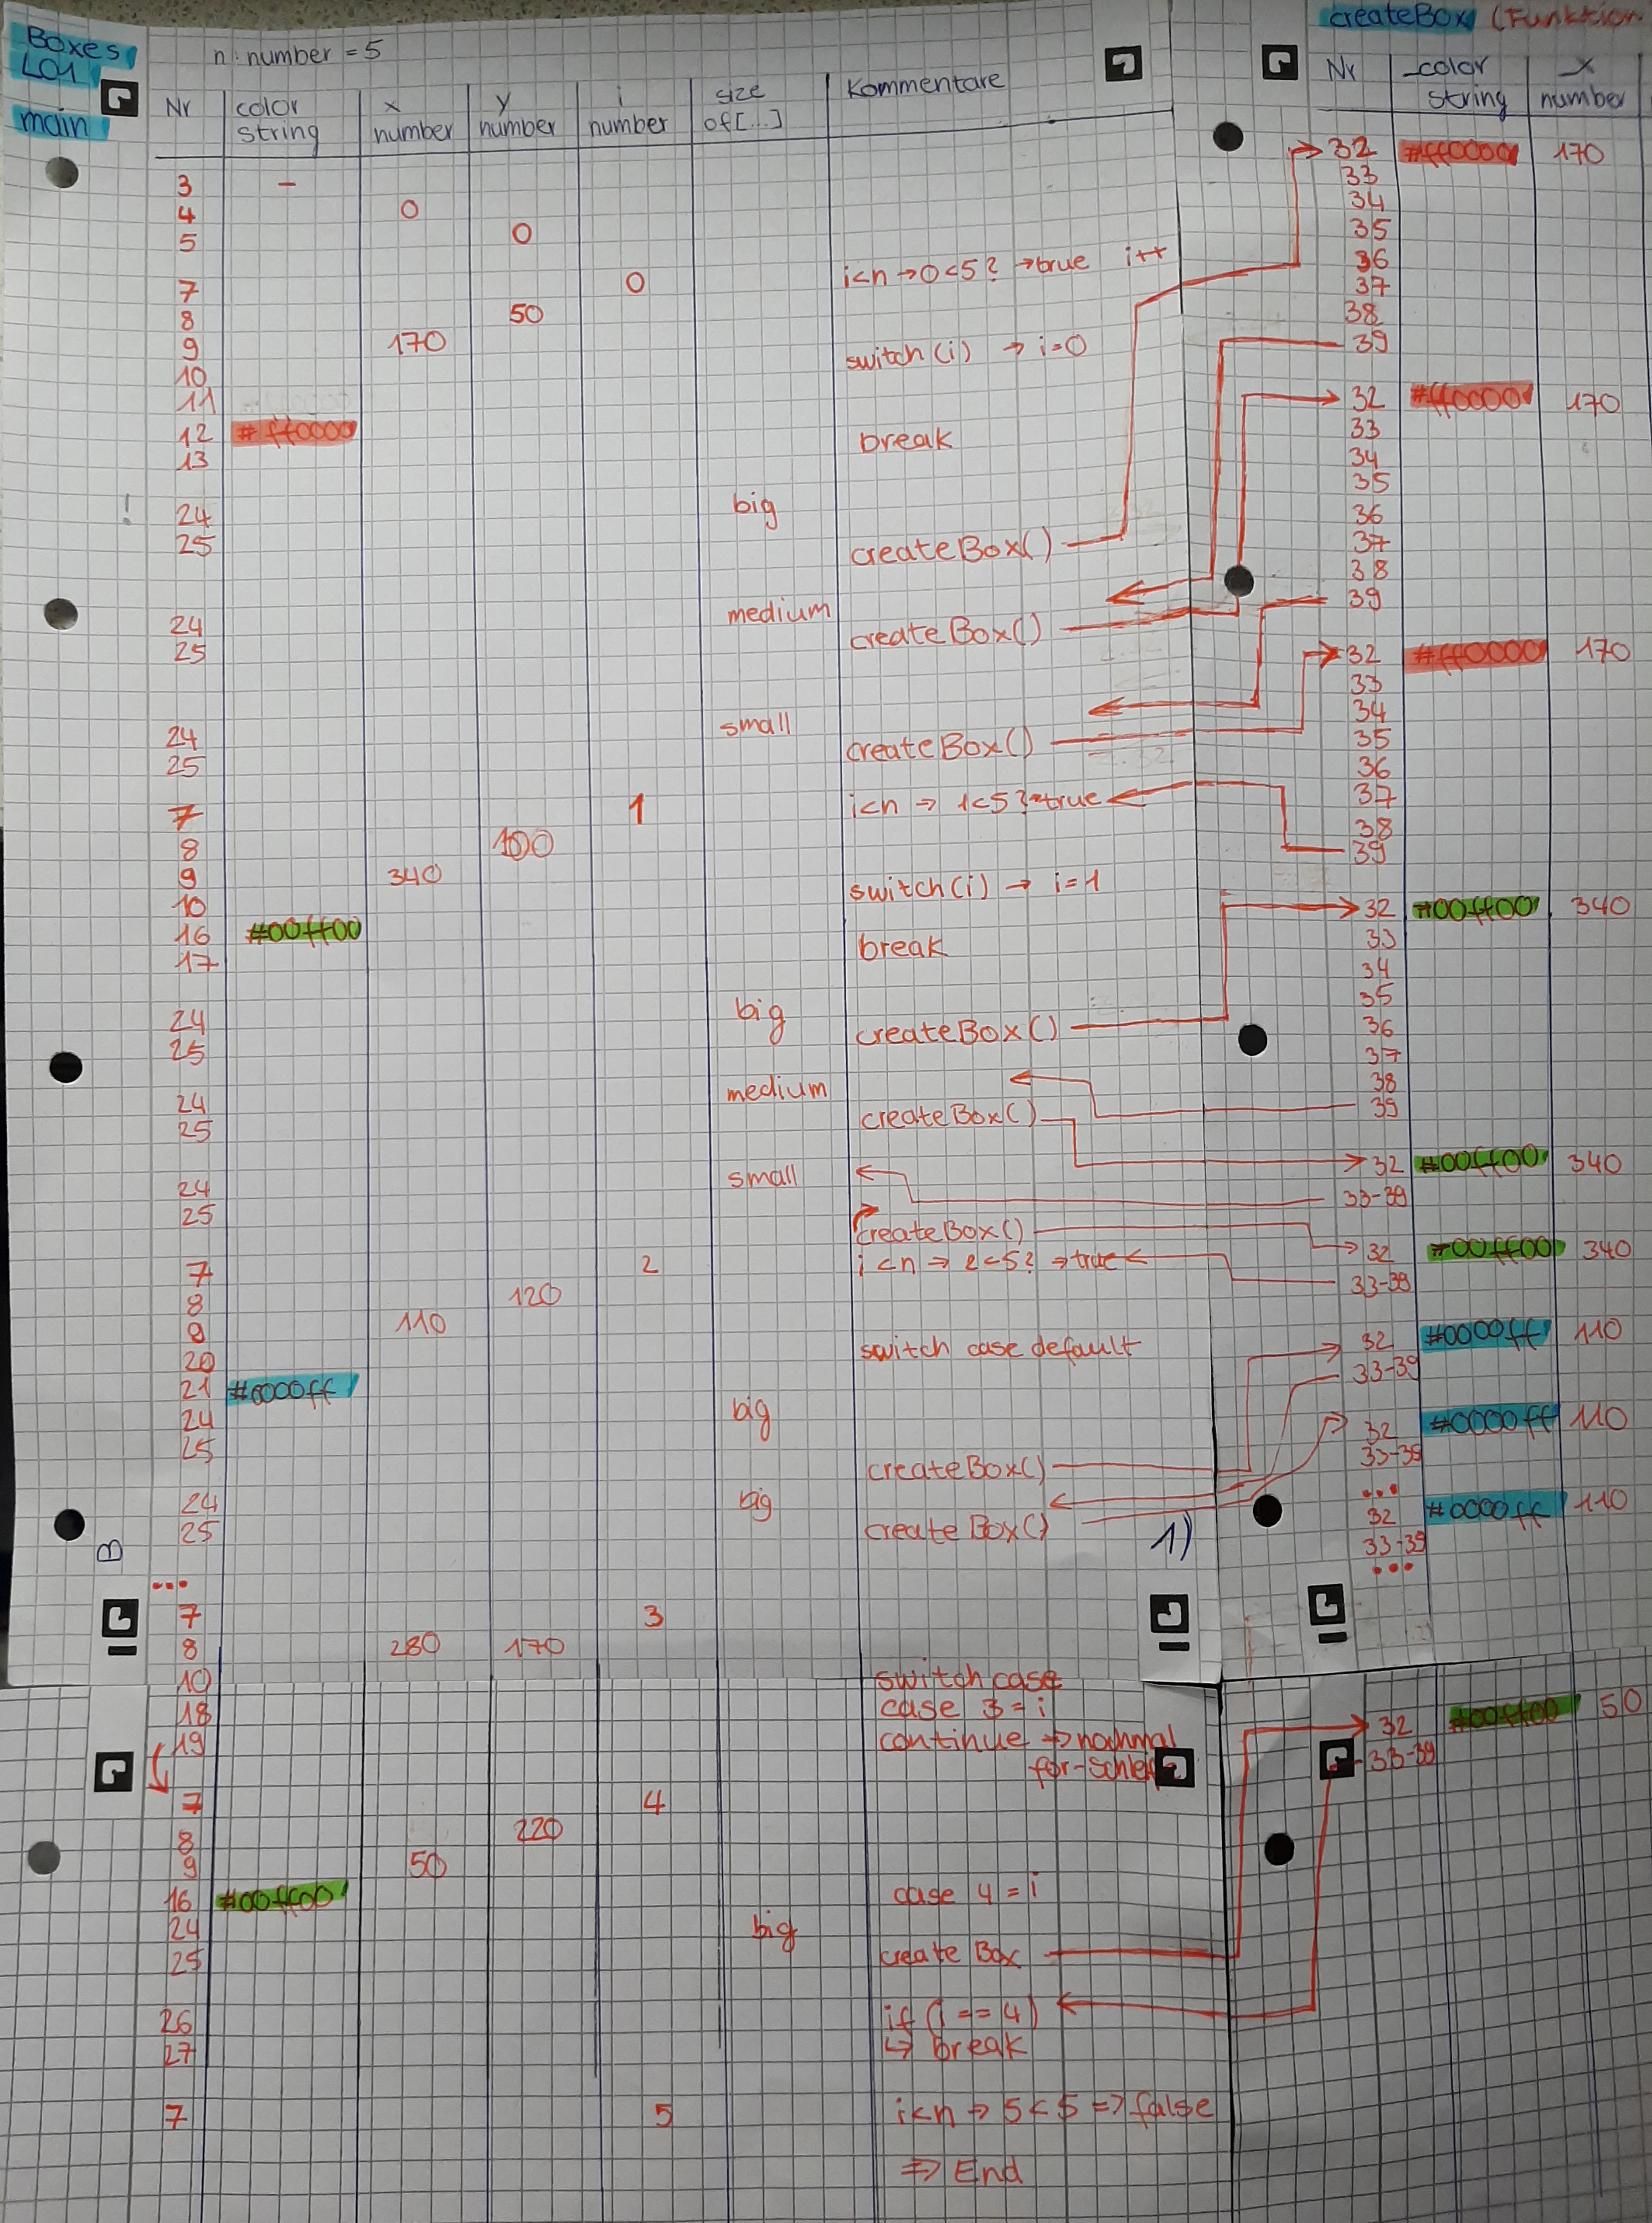 Boxes
L01
main
n: number = 5
createBox (Funktion
Nr color string x number y number i number size of[...] Kommentare
Nr _color string _x number
3 –
4 0
5 0
7 0 i<n → 0<5? → true i++
8 50
9 170 switch(i) → i=0
10
11
12 #ff0000 break
13
! 24 big
25 createBox()
24 medium createBox()
25
24 small createBox()
25
7 1 i<n → 1<5? → true
8 100
9 340 switch(i) → i=1
10
16 #00ff00 break
17
24 big createBox()
25
24 medium createBox()
25
24 small
25 createBox()
7 2 i<n → 2<5? → true
8 120
9 110
20 switch case default
21 #0000ff
24 big
25 createBox()
24 big
25 createBox()
1)
B
...
7 3
8 280 170
10 switch case
18 case 3 = i
19 continue → nochmal
for-Schleife
7 4
8 220
9 50
16 #00ff00 case 4 = i
24 big
25 create Box
26 if (i == 4)
27 ↳ break
7 5 i<n → 5<5 => false
=> End
32 #ff0000 170
33
34
35
36
37
38
39
32 #ff0000 170
33
34
35
36
37
38
39
32 #ff0000 170
33
34
35
36
37
38
39
32 #00ff00 340
33
34
35
36
37
38
39
32 #00ff00 340
33-39
32 #00ff00 340
33-39
32 #0000ff 110
33-39
32 #0000ff 110
33-39
...
32 #0000ff 110
33-39
...
32 #00ff00 50
33-39